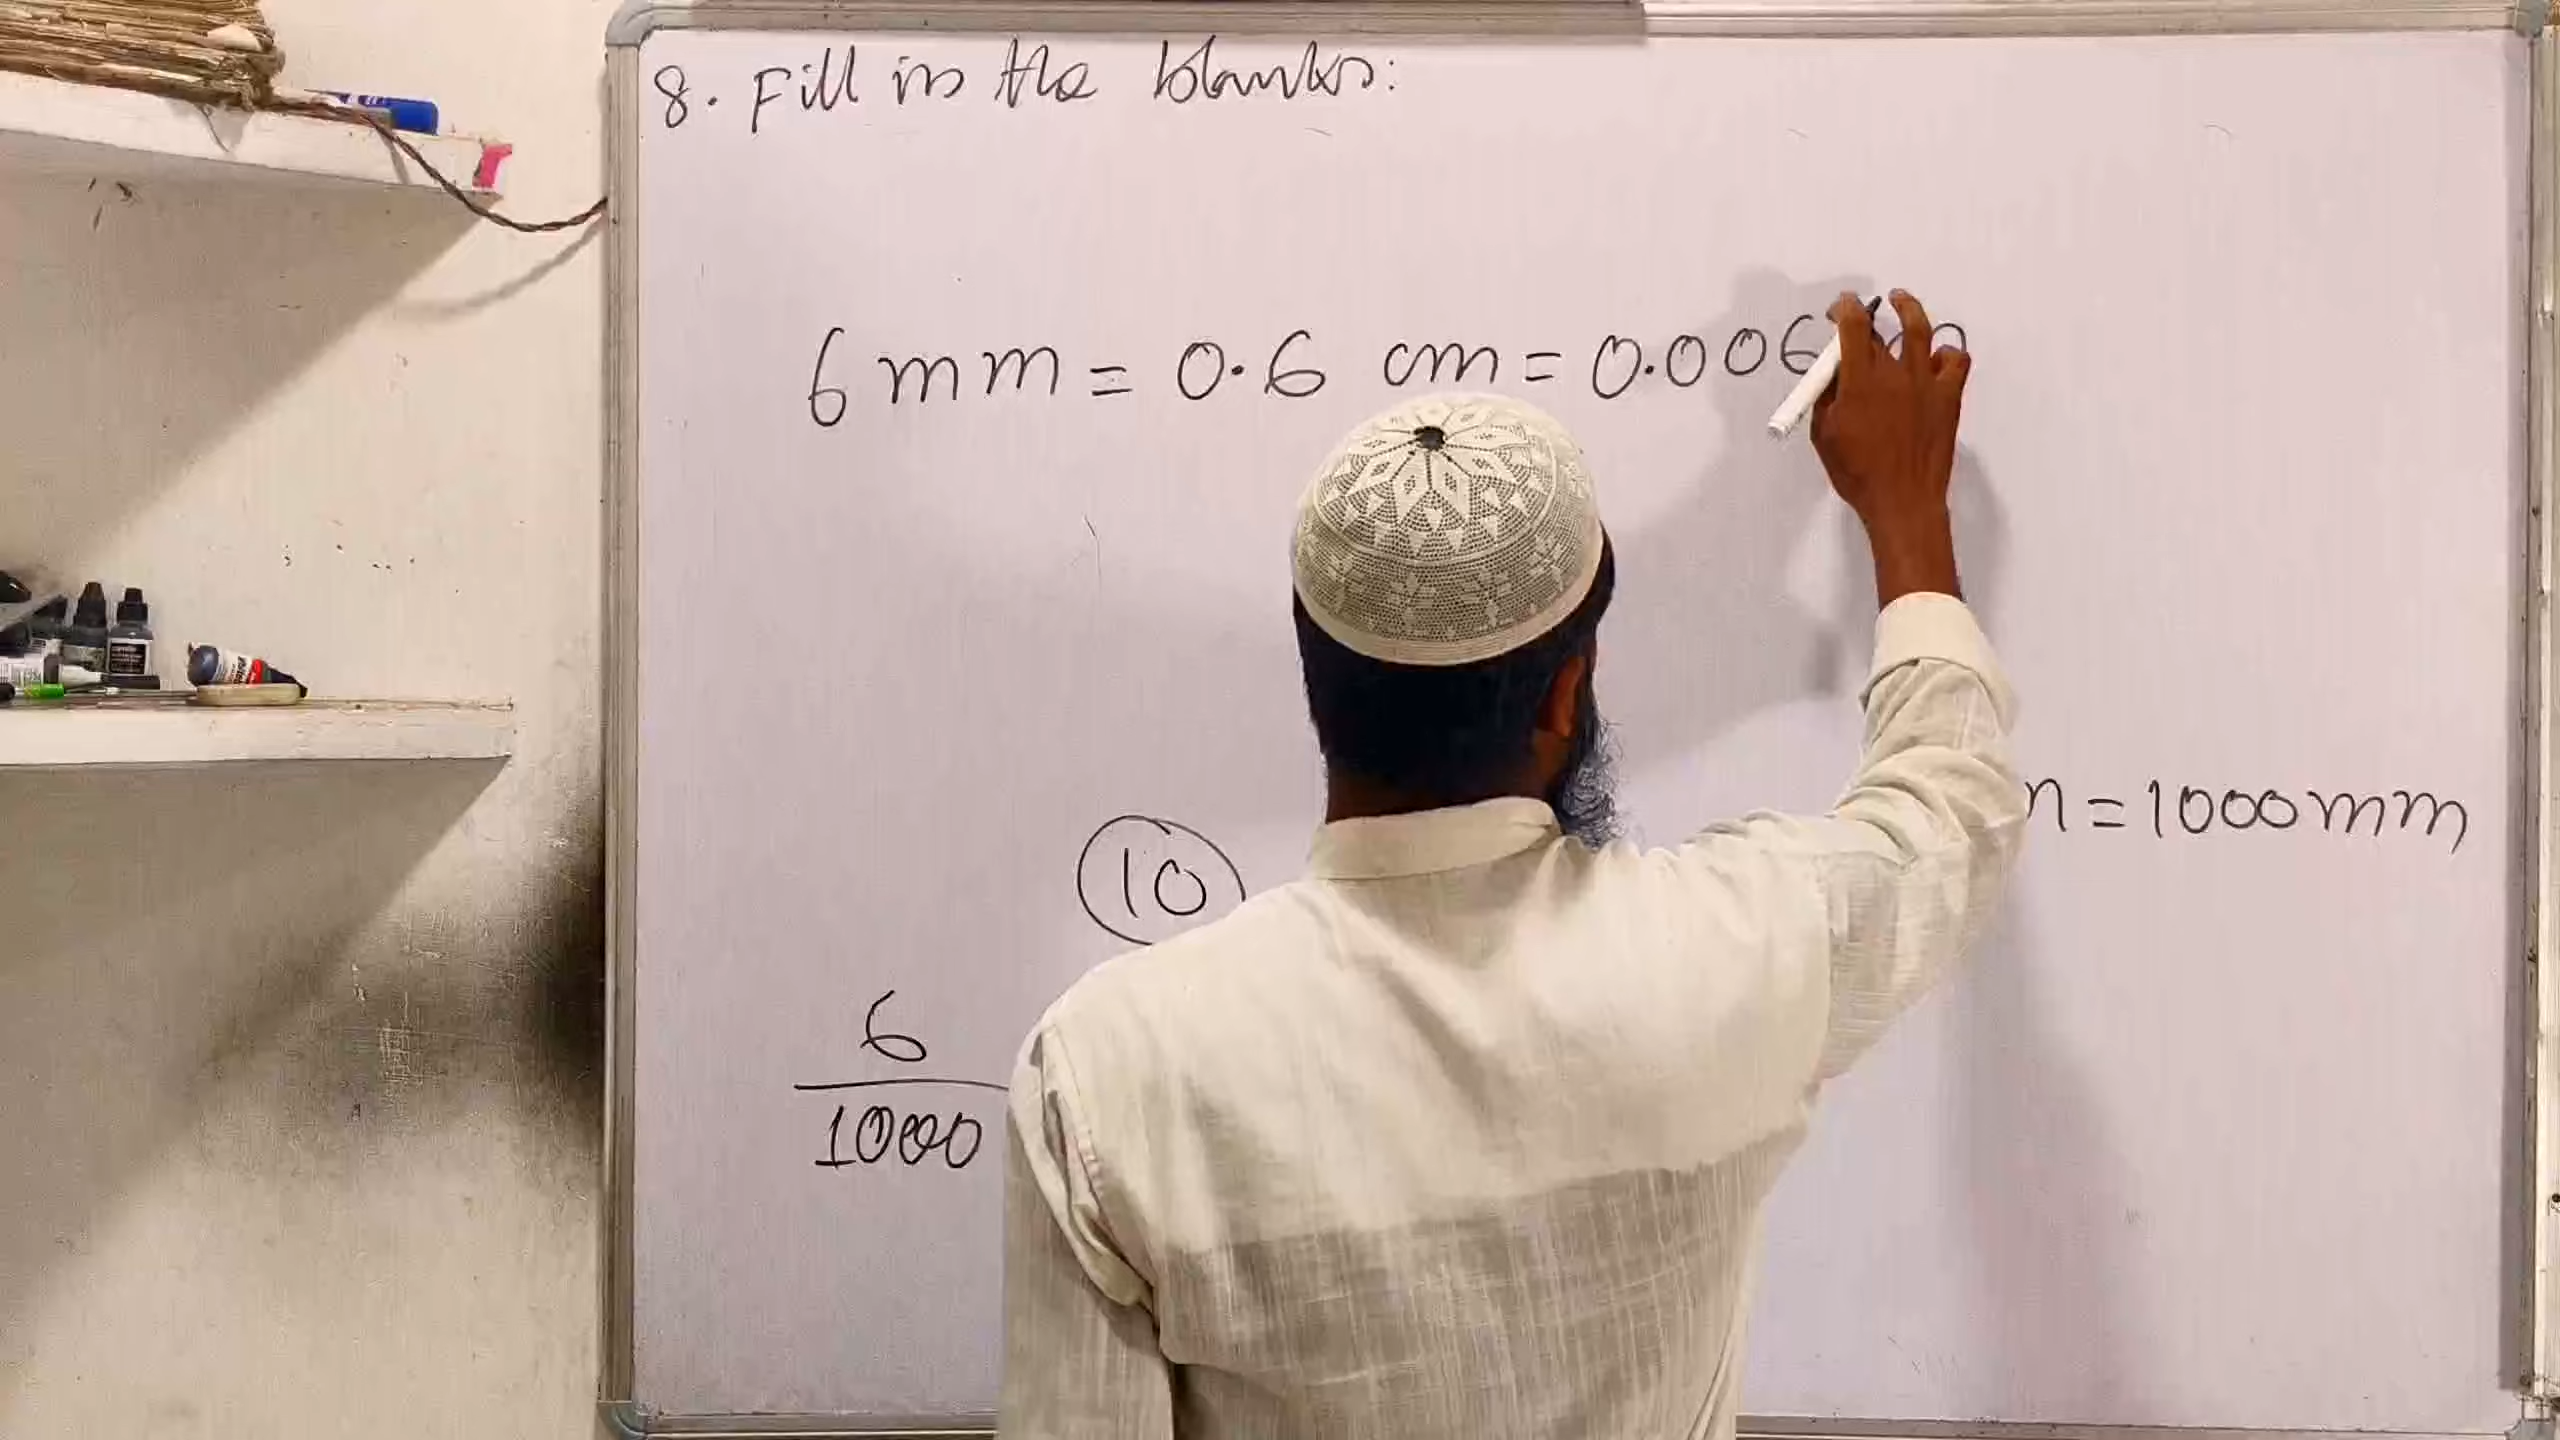 8. Fill in the blanks:
6 mm = 0.6 cm = 0.006 m
= 1000 mm
10
6
1000